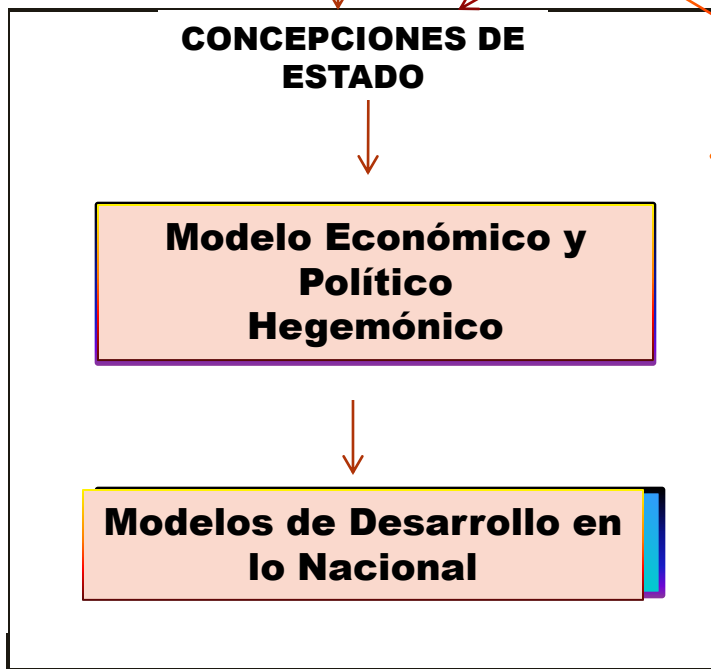 CONCEPCIONES DE
ESTADO
Modelo Económico y
Político
Hegemónico
Modelos de Desarrollo en
lo Nacional